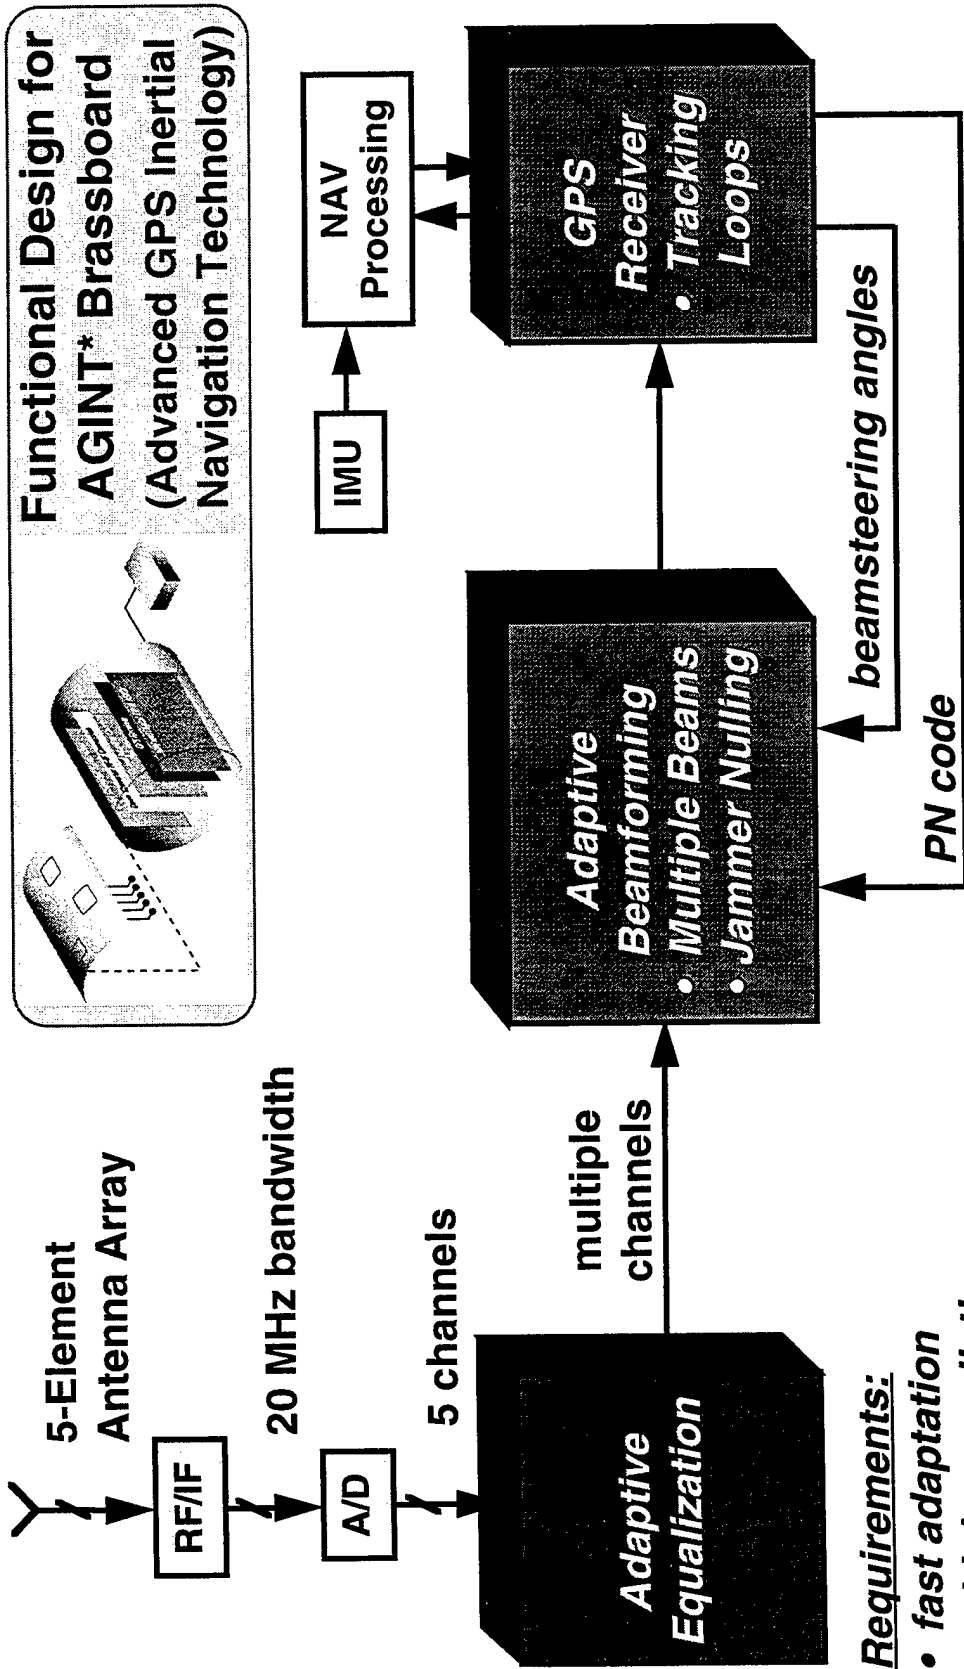 Functional Design for
AGINT* Brassboard
(Advanced GPS Inertial
Navigation Technology)
5-Element
Antenna Array
RF/IF
20 MHz bandwidth
A/D
5 channels
Adaptive
Equalization
multiple
channels
Adaptive
Beamforming
• Multiple Beams
• Jammer Nulling
IMU
NAV
Processing
GPS
Receiver
• Tracking
Loops
beamsteering angles
PN code
Requirements:
• fast adaptation